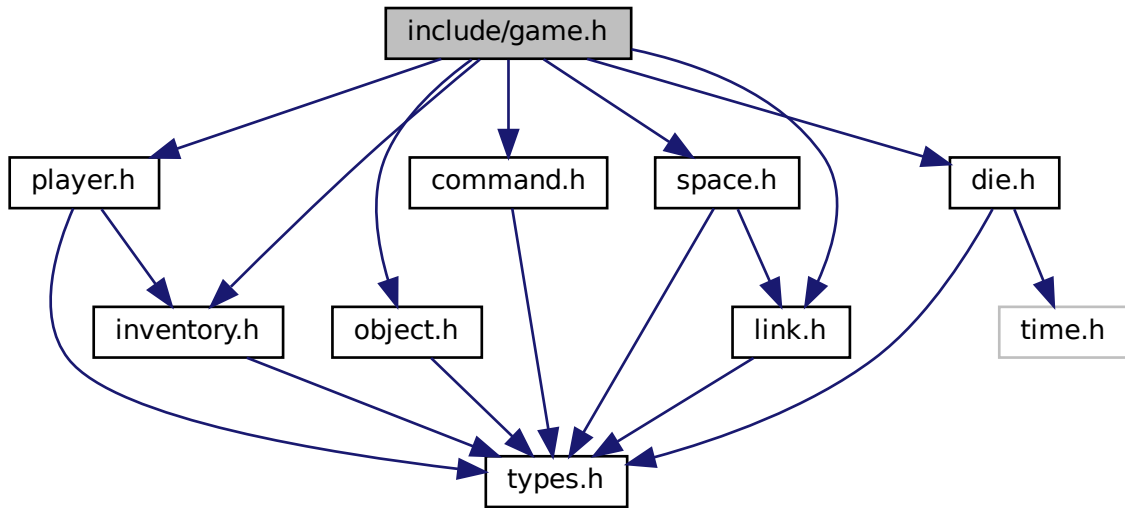 include/game.h
player.h
command.h
space.h
die.h
inventory.h
object.h
link.h
time.h
types.h